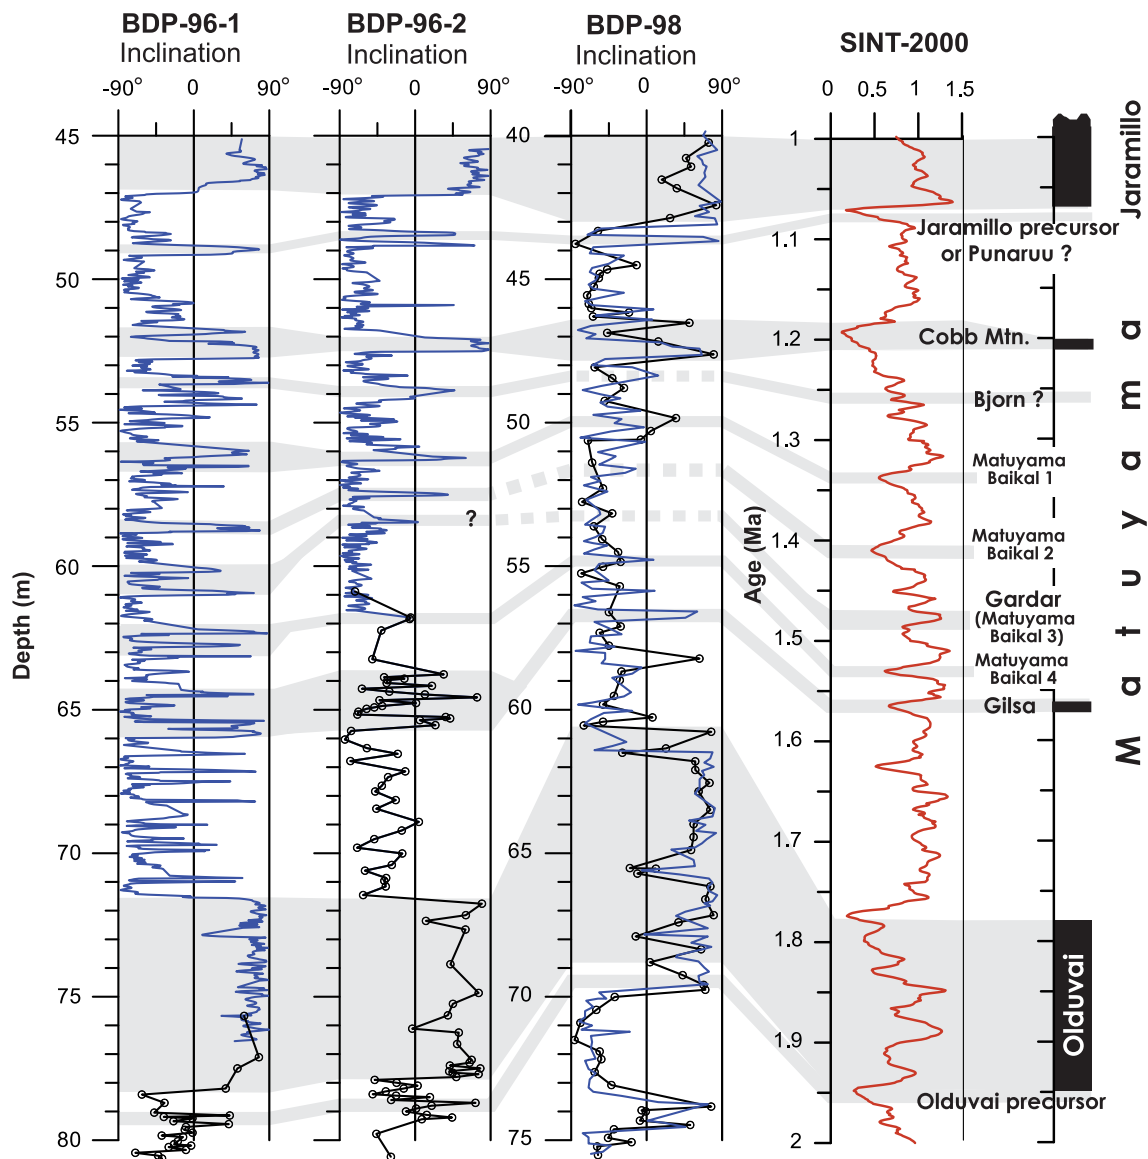 BDP-96-1
Inclination
BDP-96-2
Inclination
BDP-98
Inclination
SINT-2000
-90° 0 90°
-90° 0 90°
-90° 0 90°
0 0.5 1 1.5
Depth (m)
45
50
55
60
65
70
75
80
?
40
45
50
55
60
65
70
75
Age (Ma)
1
1.1
1.2
1.3
1.4
1.5
1.6
1.7
1.8
1.9
2
Jaramillo precursor
or Punaruu ?
Cobb Mtn.
Bjorn ?
Matuyama
Baikal 1
Matuyama
Baikal 2
Gardar
(Matuyama
Baikal 3)
Matuyama
Baikal 4
Gilsa
Olduvai precursor
Olduvai
Jaramillo
Matuyama